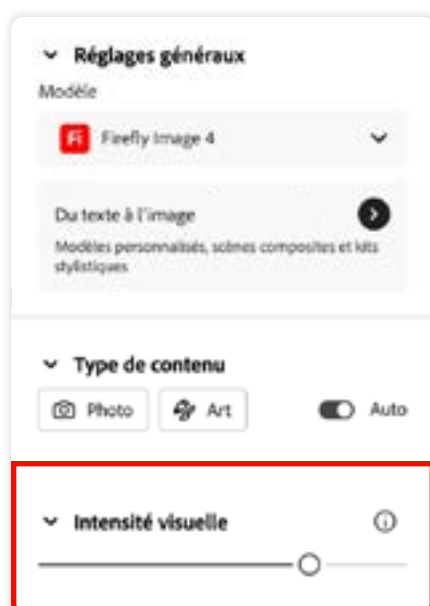 Réglages généraux
Modèle
Fi Firefly Image 4
Du texte à l'image
Modèles personnalisés, scènes composites et kits
stylistiques
Type de contenu
Photo Art Auto
Intensité visuelle